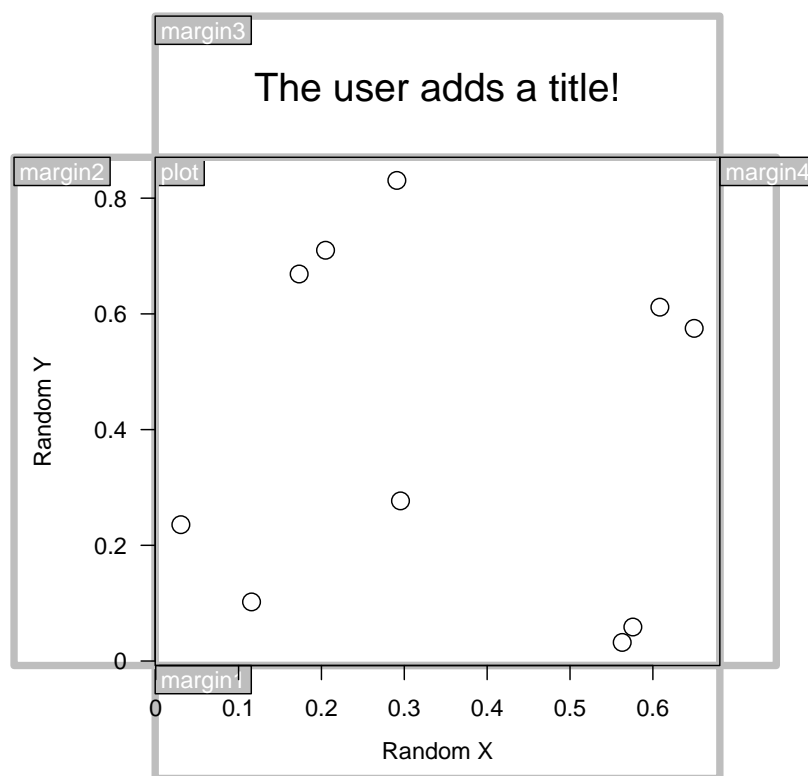 margin3
The user adds a title!
margin2
plot
margin4
0.8
0.6
0.4
0.2
0
Random Y
margin1
0 0.1 0.2 0.3 0.4 0.5 0.6
Random X